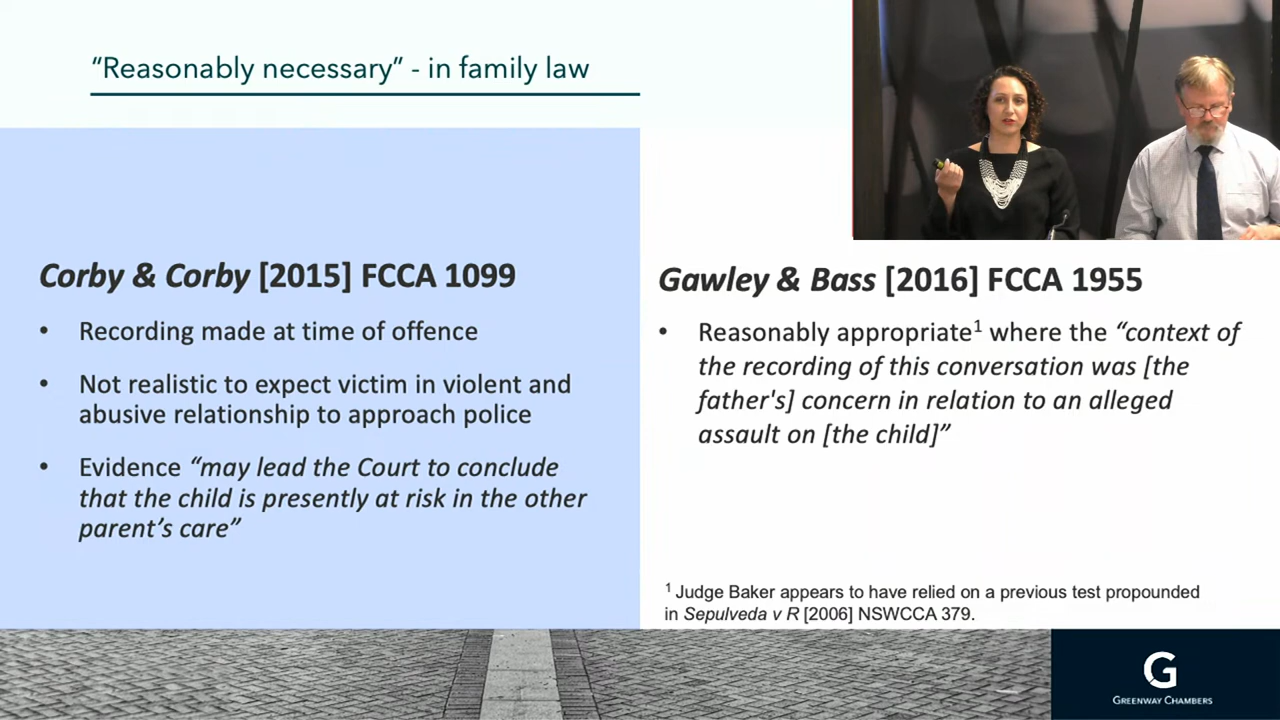 “Reasonably necessary” - in family law
Corby & Corby [2015] FCCA 1099
• Recording made at time of offence
• Not realistic to expect victim in violent and
abusive relationship to approach police
• Evidence “may lead the Court to conclude
that the child is presently at risk in the other
parent’s care”
Gawley & Bass [2016] FCCA 1955
• Reasonably appropriate¹ where the “context of
the recording of this conversation was [the
father's] concern in relation to an alleged
assault on [the child]”
¹ Judge Baker appears to have relied on a previous test propounded
in Sepulveda v R [2006] NSWCCA 379.
G
GREENWAY CHAMBERS